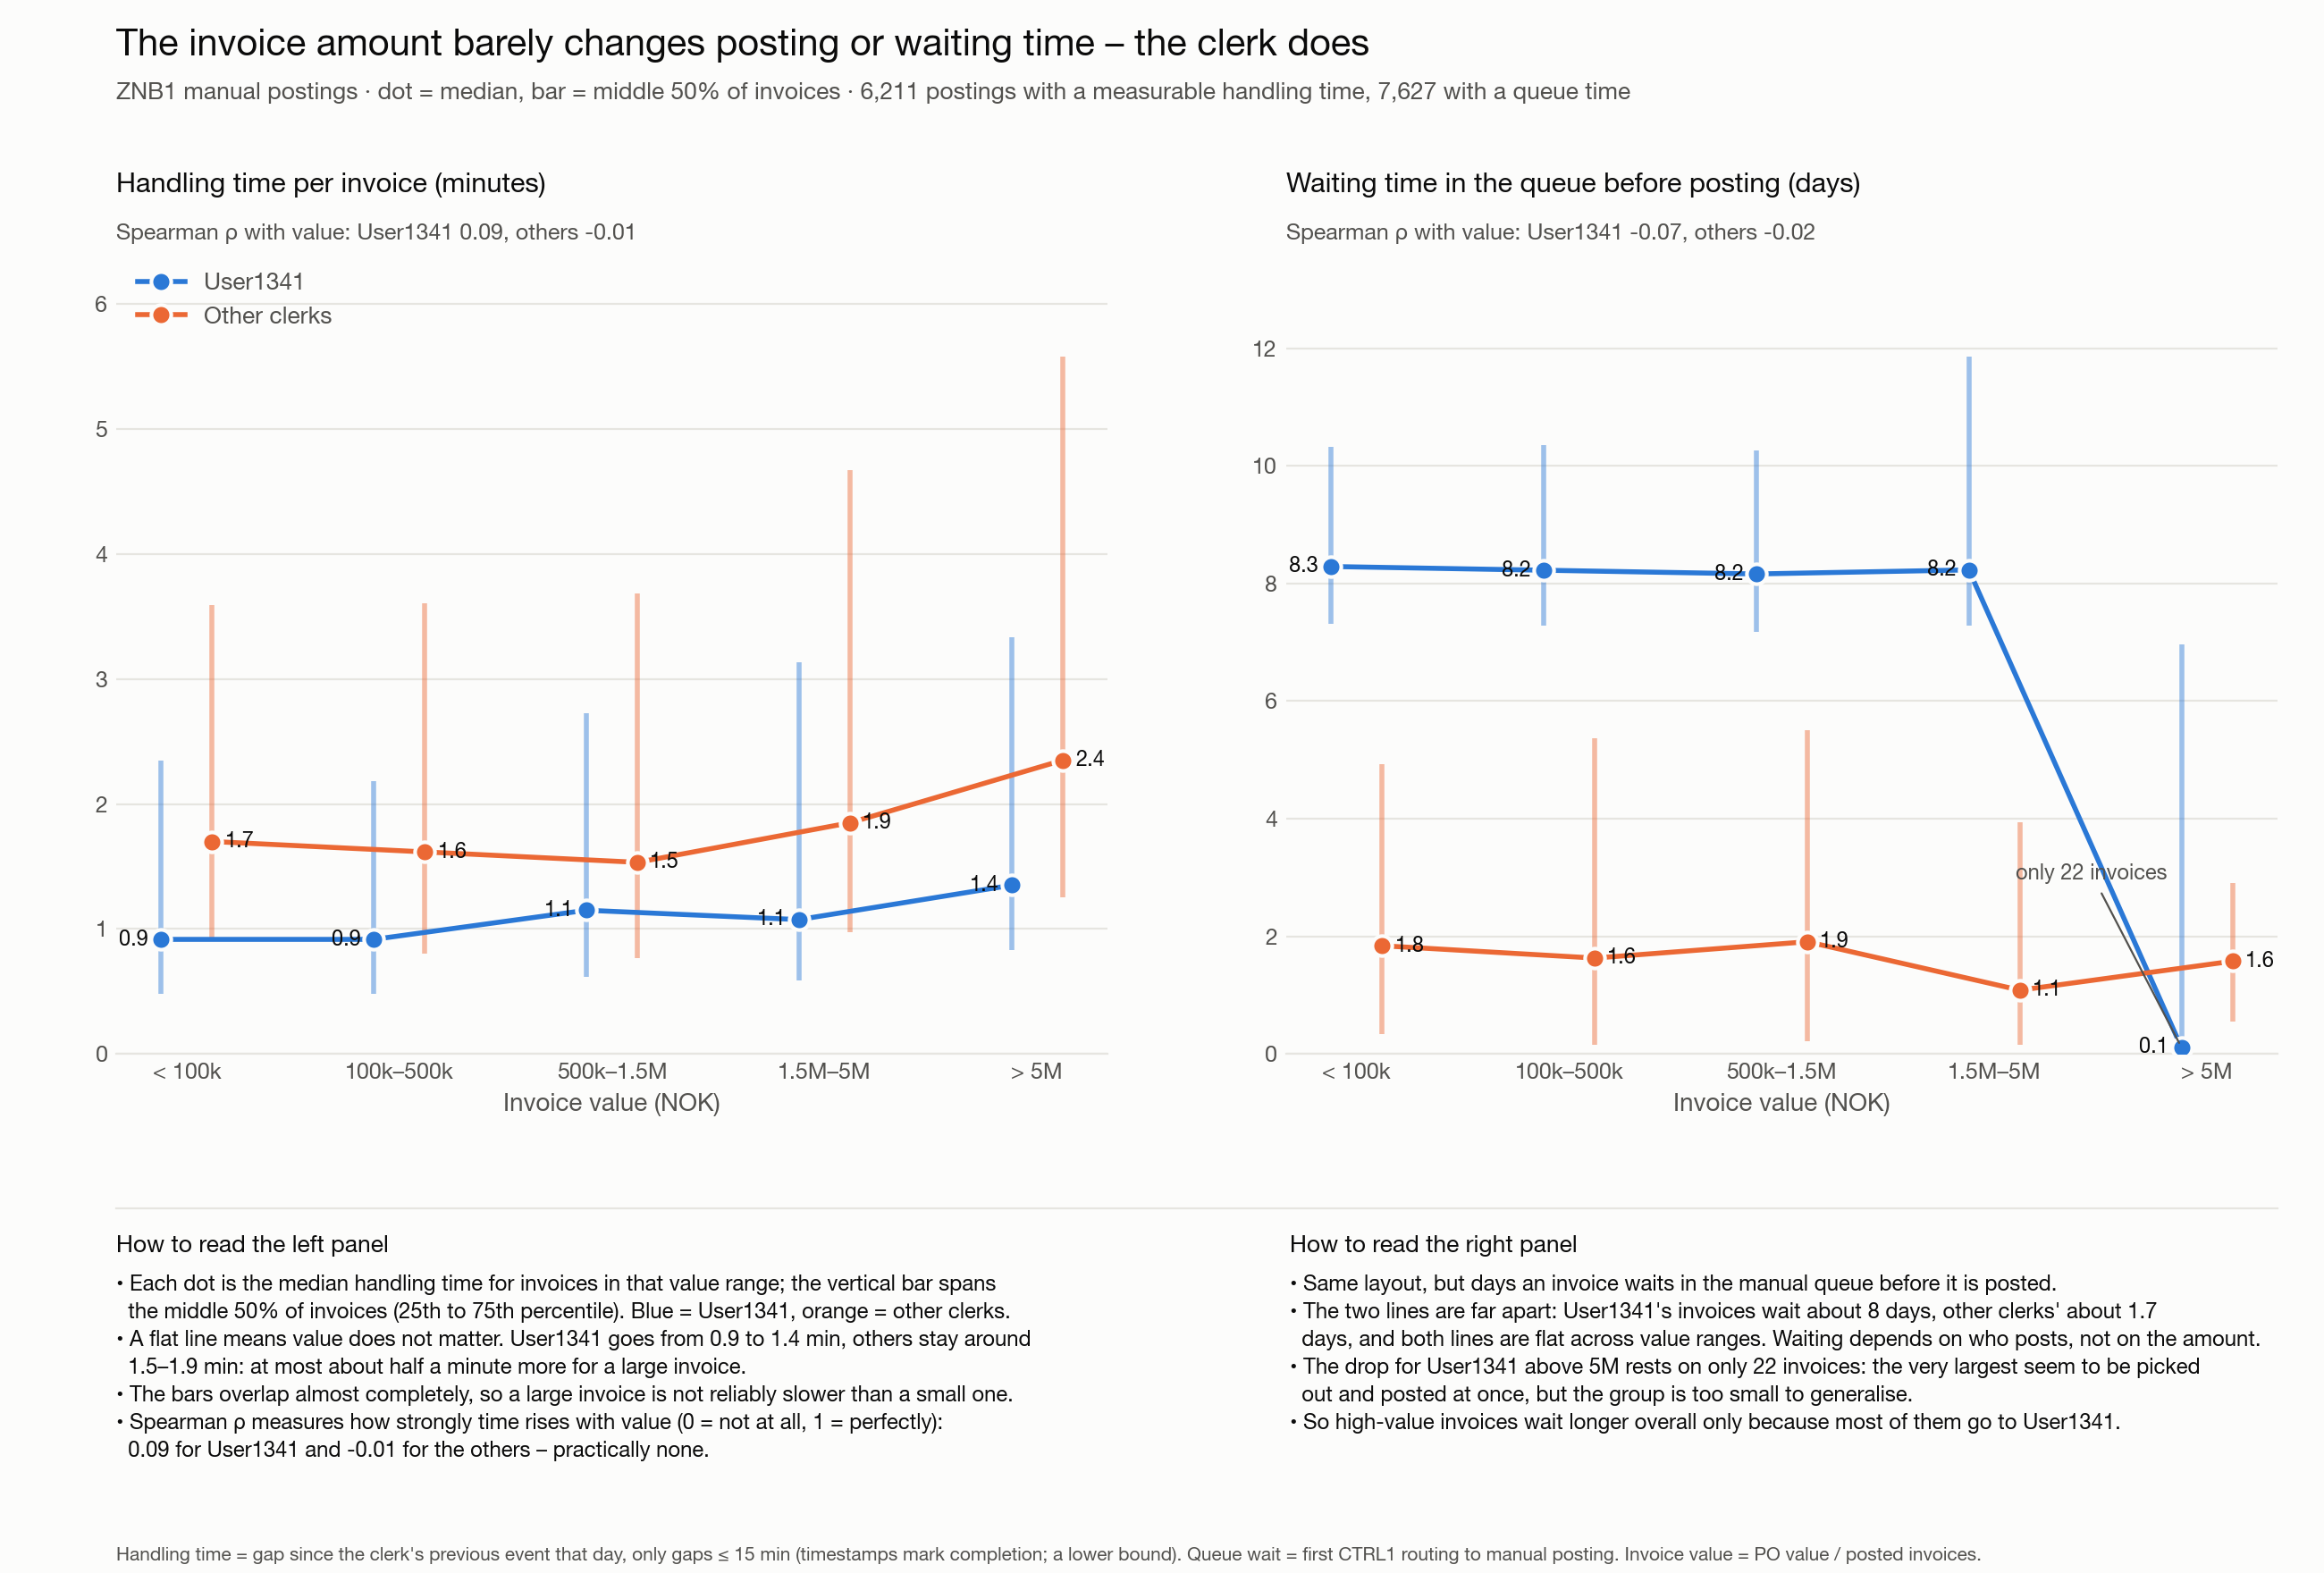 The invoice amount barely changes posting or waiting time – the clerk does
ZNB1 manual postings · dot = median, bar = middle 50% of invoices · 6,211 postings with a measurable handling time, 7,627 with a queue time
Handling time per invoice (minutes)
Spearman ρ with value: User1341 0.09, others -0.01
User1341
Other clerks
6
5
4
3
2
1
0
0.9
0.9
1.1
1.1
1.4
1.7
1.6
1.5
1.9
2.4
< 100k
100k–500k
500k–1.5M
1.5M–5M
> 5M
Invoice value (NOK)
Waiting time in the queue before posting (days)
Spearman ρ with value: User1341 -0.07, others -0.02
12
10
8
6
4
2
0
8.3
8.2
8.2
8.2
0.1
only 22 invoices
1.8
1.6
1.9
1.1
1.6
< 100k
100k–500k
500k–1.5M
1.5M–5M
> 5M
Invoice value (NOK)
How to read the left panel
• Each dot is the median handling time for invoices in that value range; the vertical bar spans
the middle 50% of invoices (25th to 75th percentile). Blue = User1341, orange = other clerks.
• A flat line means value does not matter. User1341 goes from 0.9 to 1.4 min, others stay around
1.5–1.9 min: at most about half a minute more for a large invoice.
• The bars overlap almost completely, so a large invoice is not reliably slower than a small one.
• Spearman ρ measures how strongly time rises with value (0 = not at all, 1 = perfectly):
0.09 for User1341 and -0.01 for the others – practically none.
How to read the right panel
• Same layout, but days an invoice waits in the manual queue before it is posted.
• The two lines are far apart: User1341's invoices wait about 8 days, other clerks' about 1.7
days, and both lines are flat across value ranges. Waiting depends on who posts, not on the amount.
• The drop for User1341 above 5M rests on only 22 invoices: the very largest seem to be picked
out and posted at once, but the group is too small to generalise.
• So high-value invoices wait longer overall only because most of them go to User1341.
Handling time = gap since the clerk's previous event that day, only gaps ≤ 15 min (timestamps mark completion; a lower bound). Queue wait = first CTRL1 routing to manual posting. Invoice value = PO value / posted invoices.